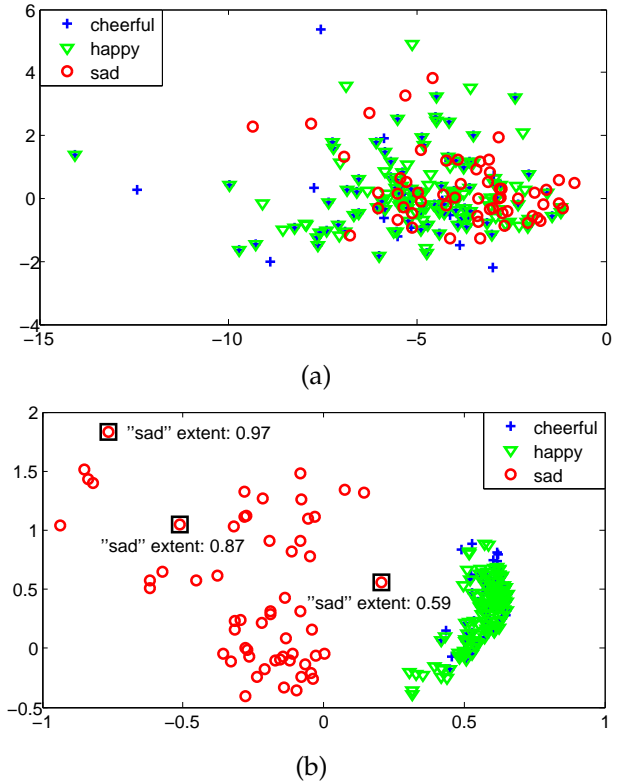 6
4
2
0
−2
−4
−15
−10
−5
0
cheerful
happy
sad
(a)
2
1.5
1
0.5
0
−0.5
−1
−0.5
0
0.5
1
cheerful
happy
sad
"sad" extent: 0.97
"sad" extent: 0.87
"sad" extent: 0.59
(b)